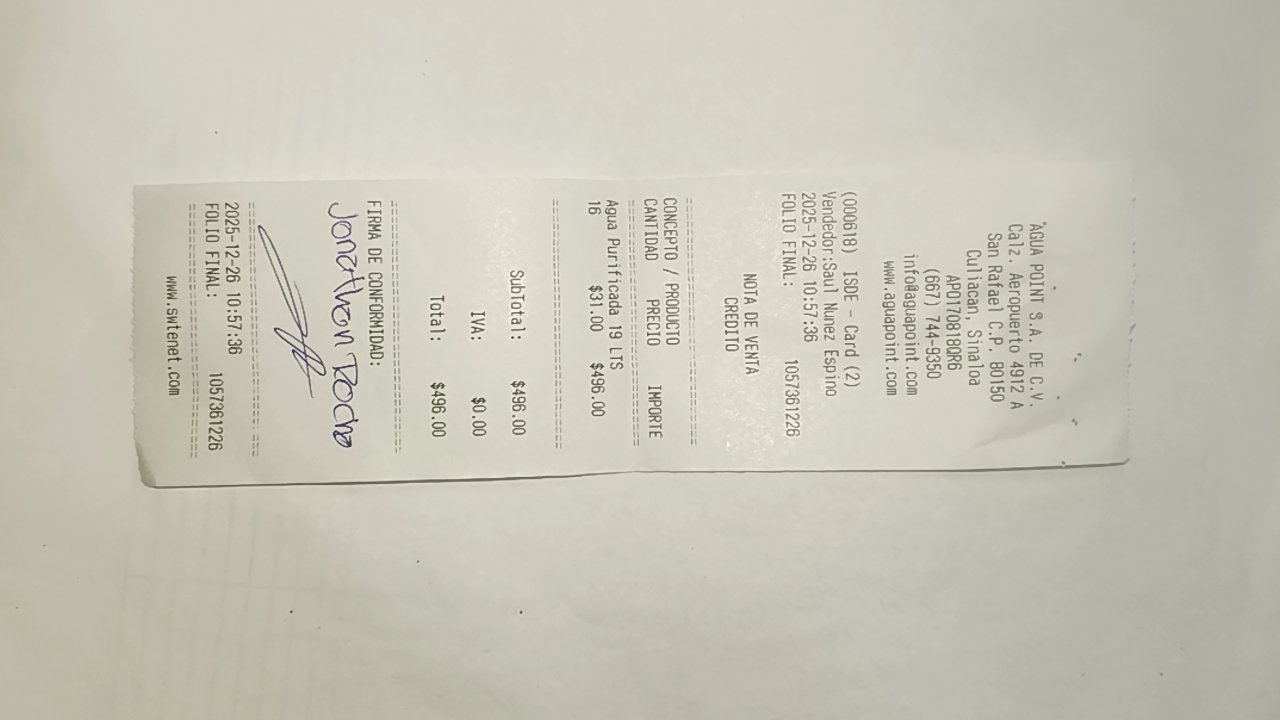 AGUA POINT S.A. DE C.V.
Calz. Aeropuerto 4912 A
San Rafael C.P. 80150
Culiacan, Sinaloa
APO170818QR6
(667) 744-9350
info@aguapoint.com
www.aguapoint.com
(000618) ISDE - Card (2)
Vendedor:Saul Nunez Espino
2025-12-26 10:57:36
FOLIO FINAL: 1057361226
NOTA DE VENTA
CREDITO
CONCEPTO / PRODUCTO
CANTIDAD PRECIO IMPORTE
Agua Purificada 19 LTS
16 $31.00 $496.00
SubTotal: $496.00
IVA: $0.00
Total: $496.00
FIRMA DE CONFORMIDAD:
Jonathan Rocha
2025-12-26 10:57:36
FOLIO FINAL: 1057361226
www.swtenet.com